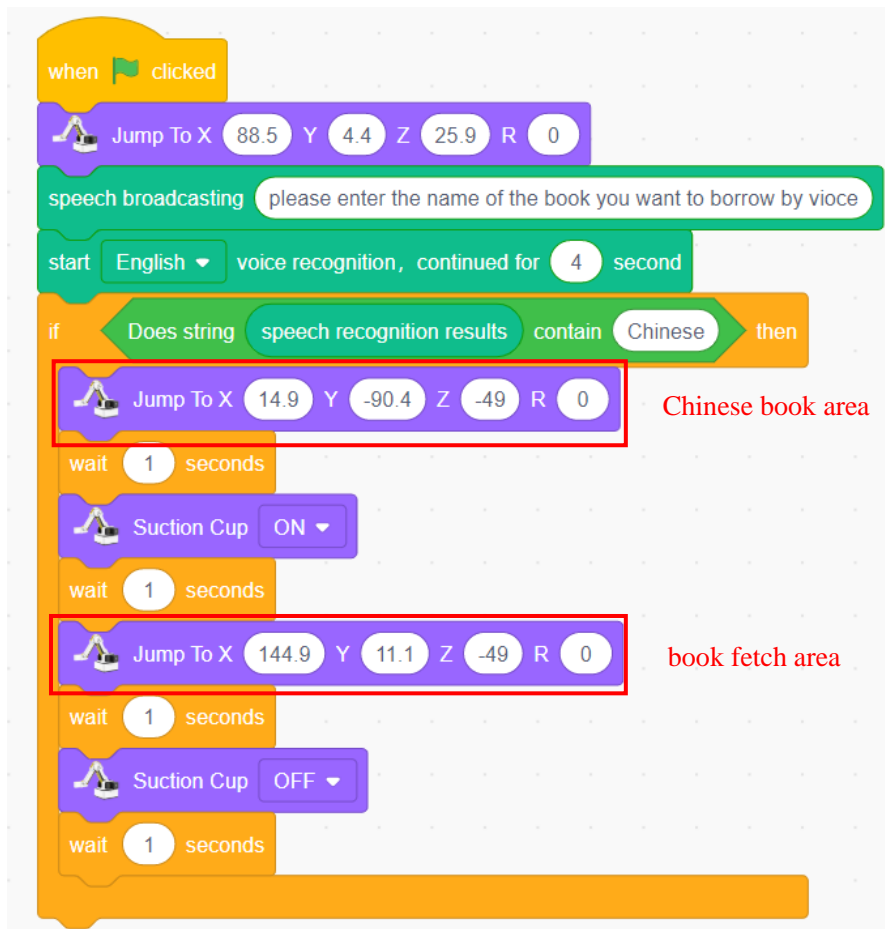 when clicked
Jump To X 88.5 Y 4.4 Z 25.9 R 0
speech broadcasting please enter the name of the book you want to borrow by vioce
start English voice recognition, continued for 4 second
if Does string speech recognition results contain Chinese then
Jump To X 14.9 Y -90.4 Z -49 R 0 Chinese book area
wait 1 seconds
Suction Cup ON
wait 1 seconds
Jump To X 144.9 Y 11.1 Z -49 R 0 book fetch area
wait 1 seconds
Suction Cup OFF
wait 1 seconds